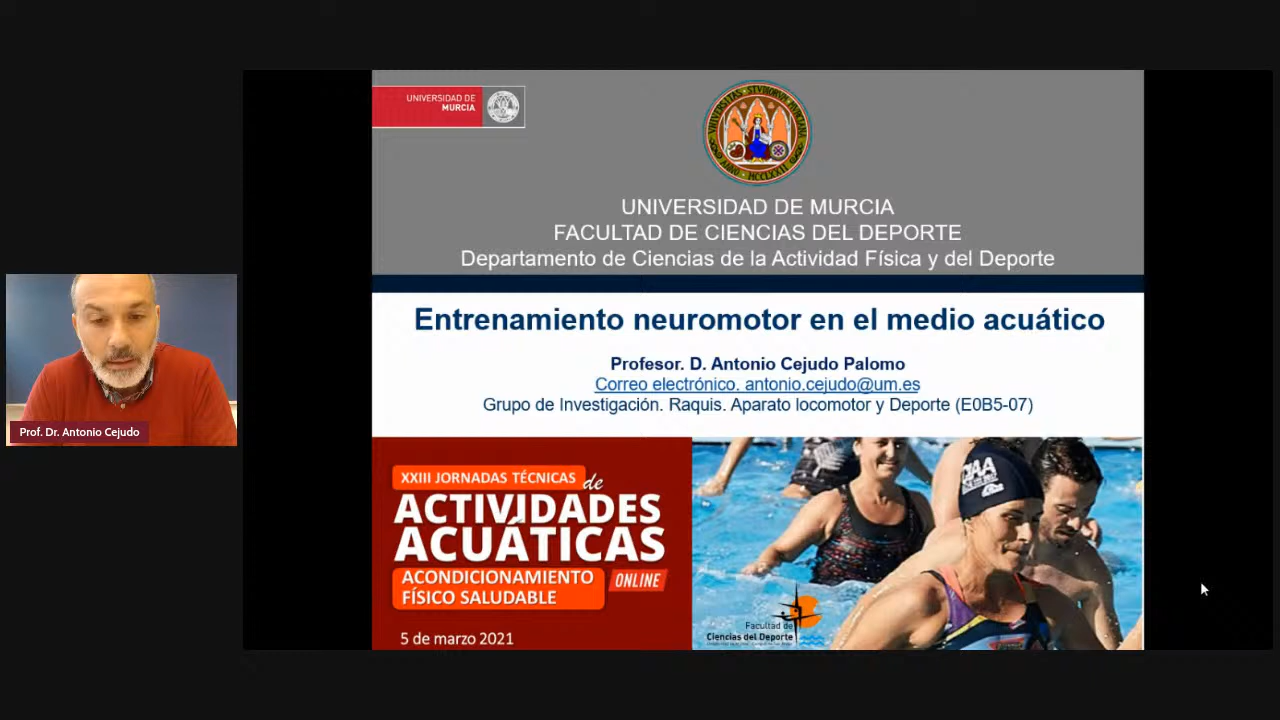 UNIVERSIDAD DE
MURCIA
UNIVERSIDAD DE MURCIA
FACULTAD DE CIENCIAS DEL DEPORTE
Departamento de Ciencias de la Actividad Física y del Deporte
Entrenamiento neuromotor en el medio acuático
Profesor. D. Antonio Cejudo Palomo
Correo electrónico. antonio.cejudo@um.es
Grupo de Investigación. Raquis. Aparato locomotor y Deporte (E0B5-07)
Prof. Dr. Antonio Cejudo
XXIII JORNADAS TÉCNICAS de
ACTIVIDADES
ACUÁTICAS
ACONDICIONAMIENTO
FÍSICO SALUDABLE
ONLINE
5 de marzo 2021
Facultad de
Ciencias del Deporte